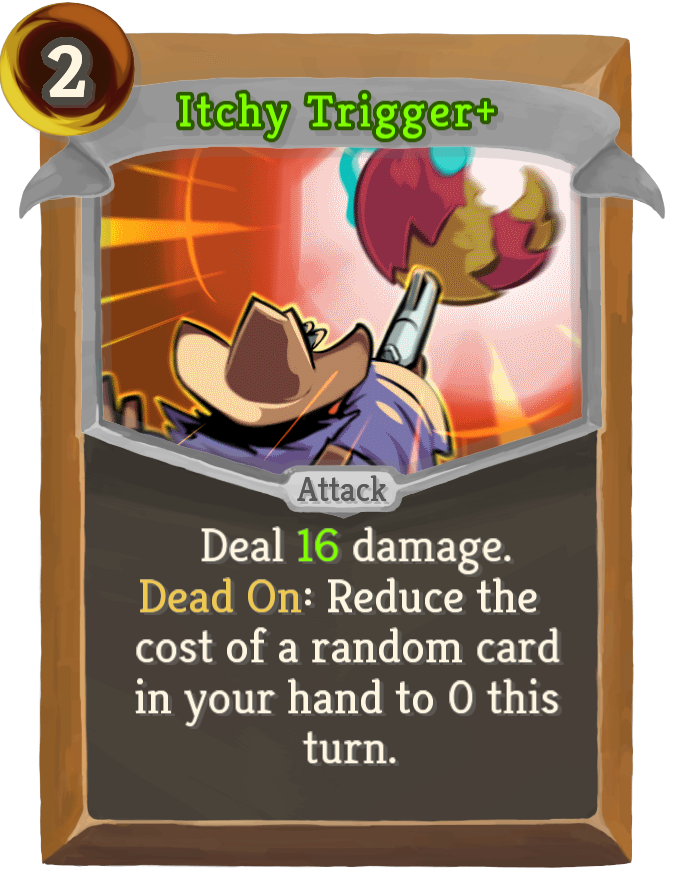 2
Itchy Trigger+
Attack
Deal 16 damage.
Dead On: Reduce the
cost of a random card
in your hand to 0 this
turn.